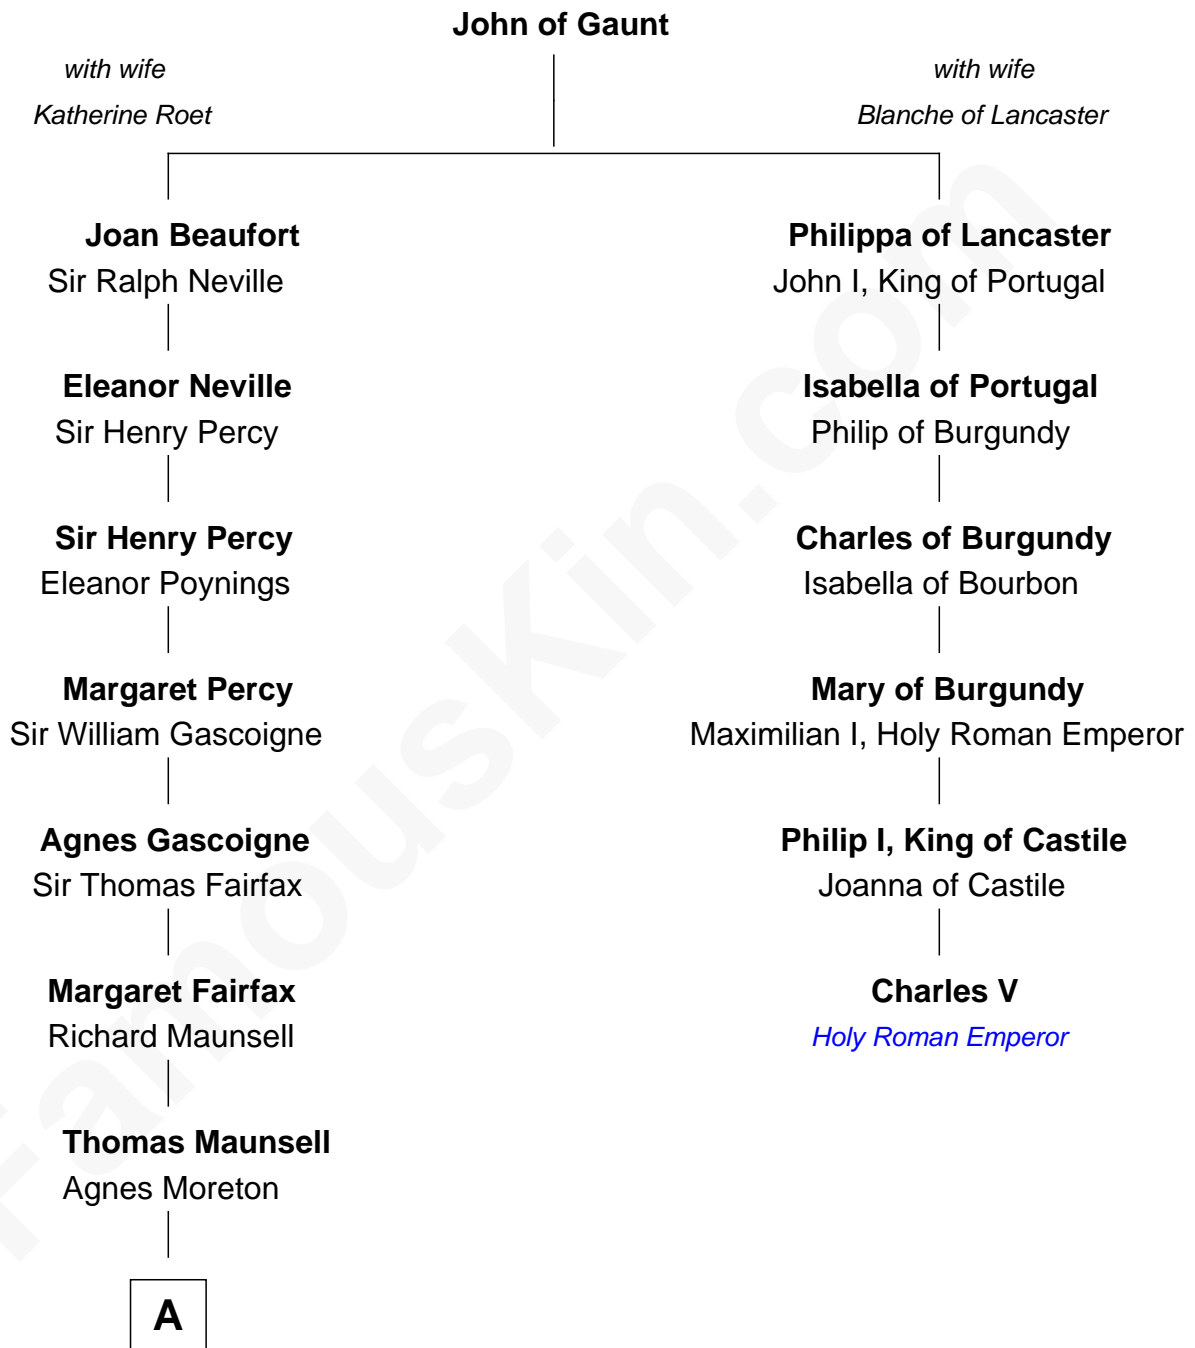 John of Gaunt
with wife
Katherine Roet
with wife
Blanche of Lancaster
Joan Beaufort
Sir Ralph Neville
Philippa of Lancaster
John I, King of Portugal
Eleanor Neville
Sir Henry Percy
Isabella of Portugal
Philip of Burgundy
Sir Henry Percy
Eleanor Poynings
Charles of Burgundy
Isabella of Bourbon
Margaret Percy
Sir William Gascoigne
Mary of Burgundy
Maximilian I, Holy Roman Emperor
Agnes Gascoigne
Sir Thomas Fairfax
Philip I, King of Castile
Joanna of Castile
Margaret Fairfax
Richard Maunsell
Charles V
Holy Roman Emperor
Thomas Maunsell
Agnes Moreton
A
FamousKin.com